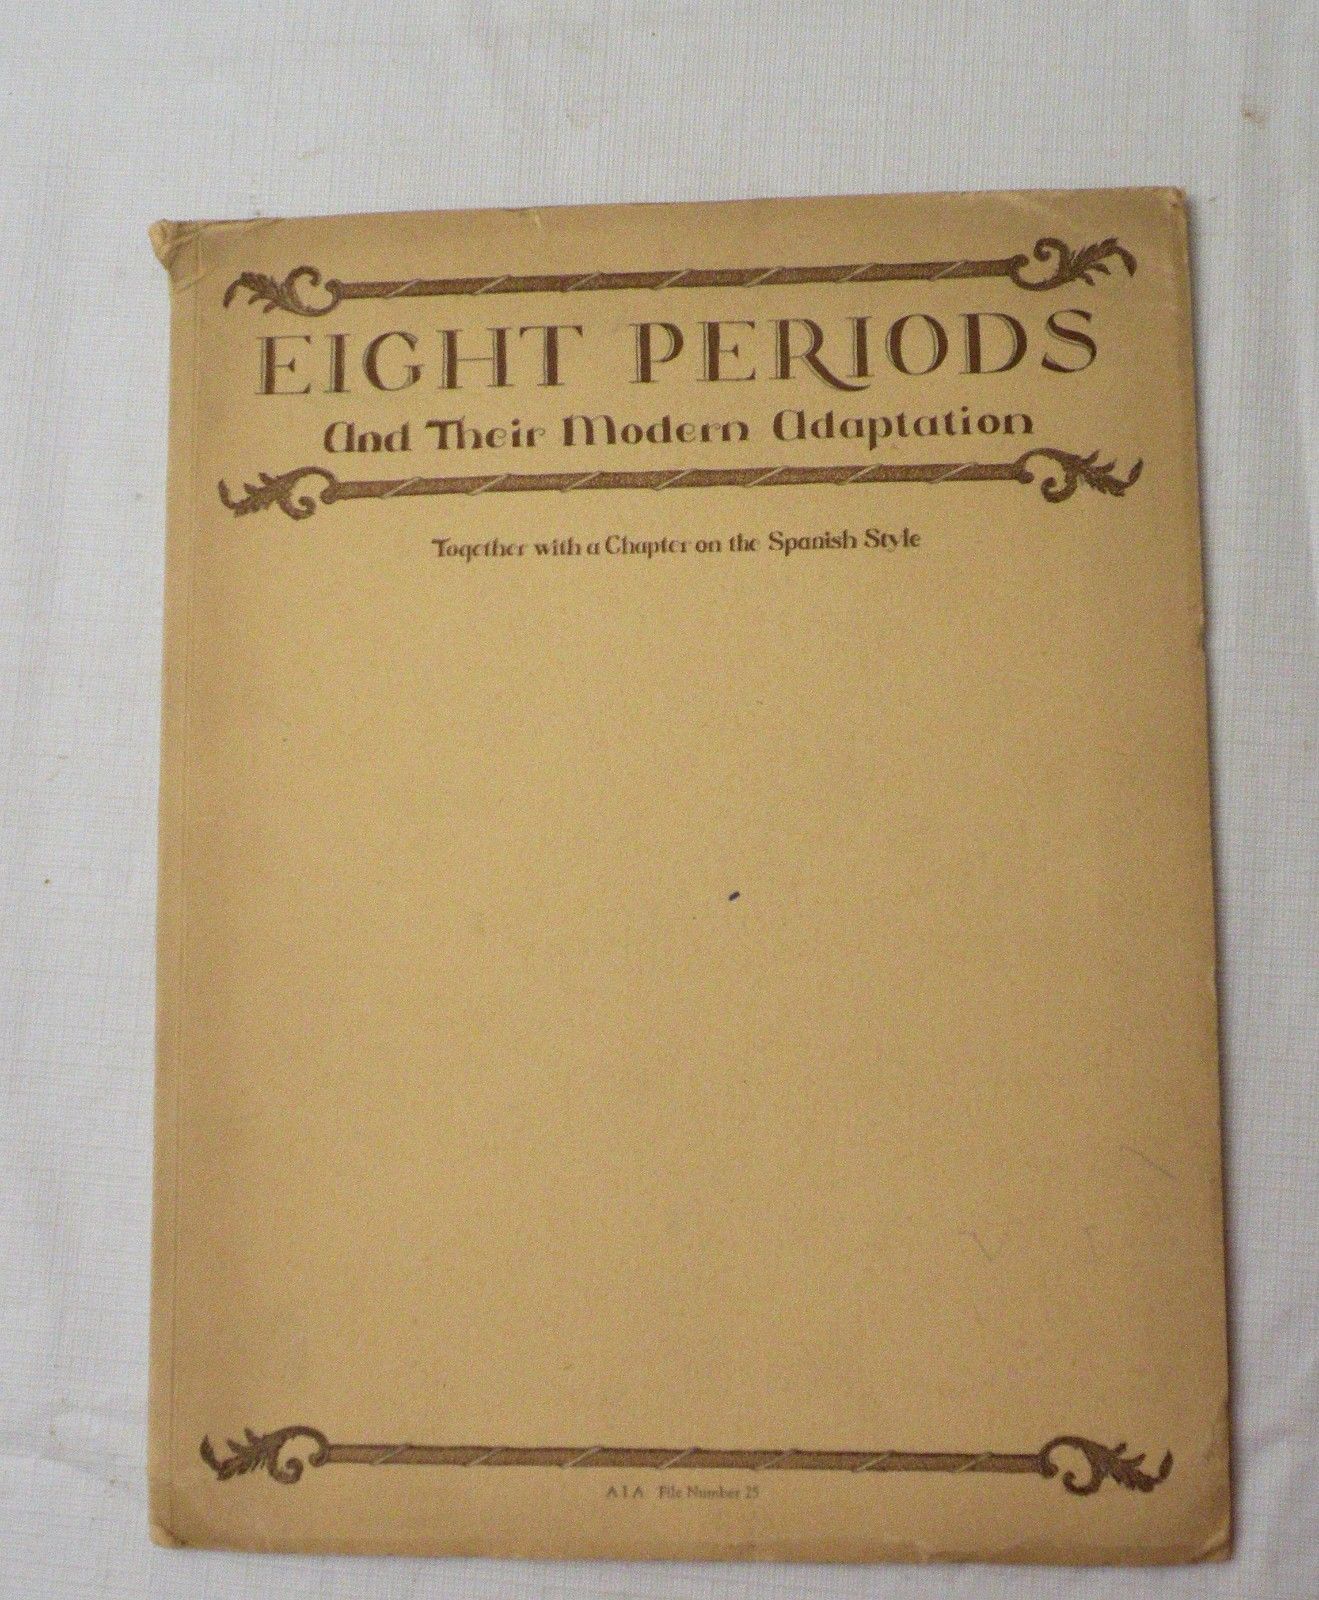 EIGHT PERIODS
And Their Modern Adaptation
Together with a Chapter on the Spanish Style
A I A File Number 25